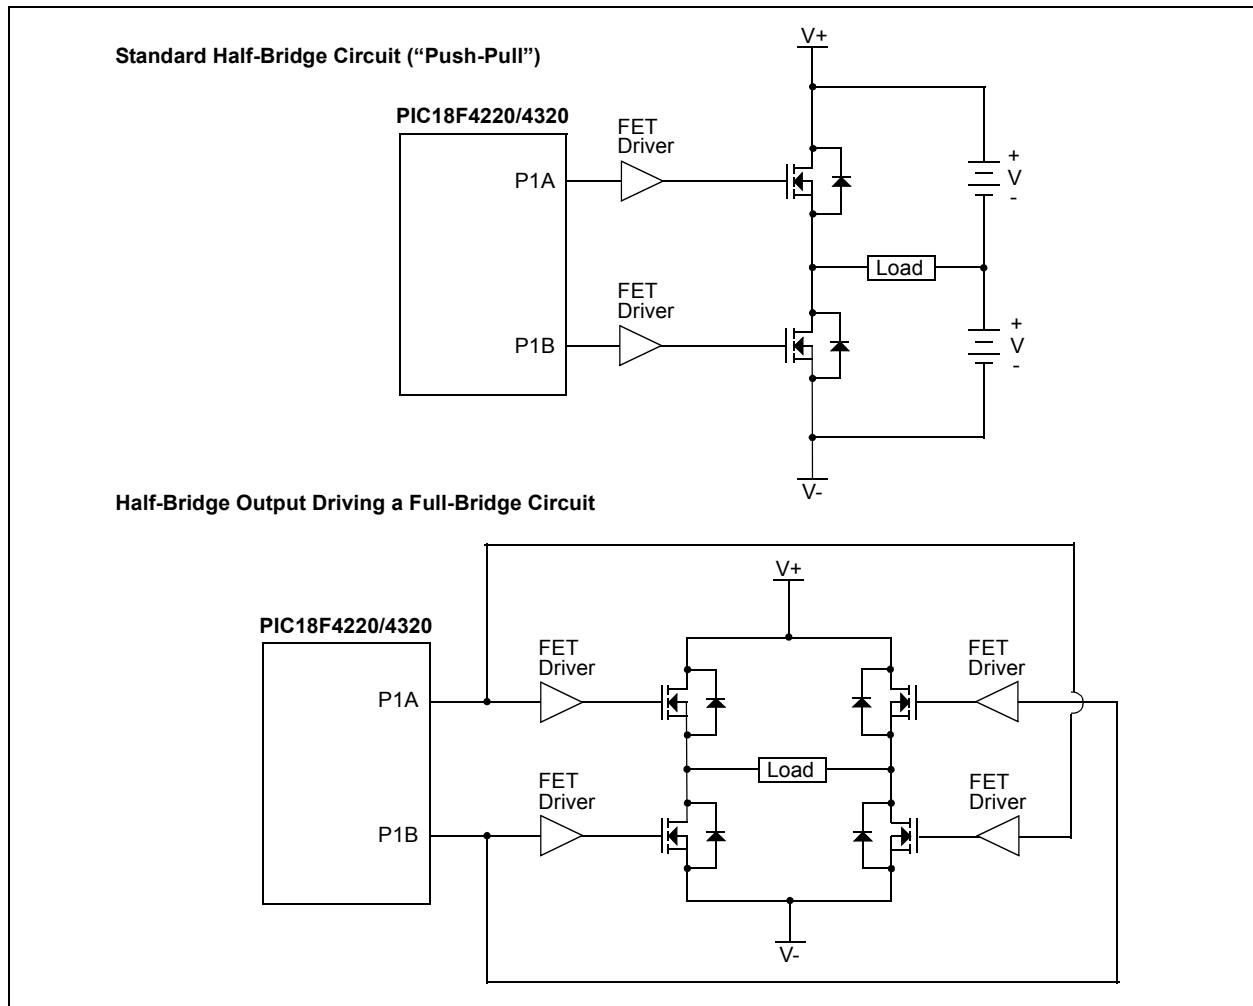 Standard Half-Bridge Circuit (“Push-Pull”)
V+
PIC18F4220/4320
FET
Driver
P1A
+
V
-
Load
FET
Driver
P1B
+
V
-
V-
Half-Bridge Output Driving a Full-Bridge Circuit
V+
PIC18F4220/4320
FET
Driver
FET
Driver
P1A
Load
FET
Driver
FET
Driver
P1B
V-